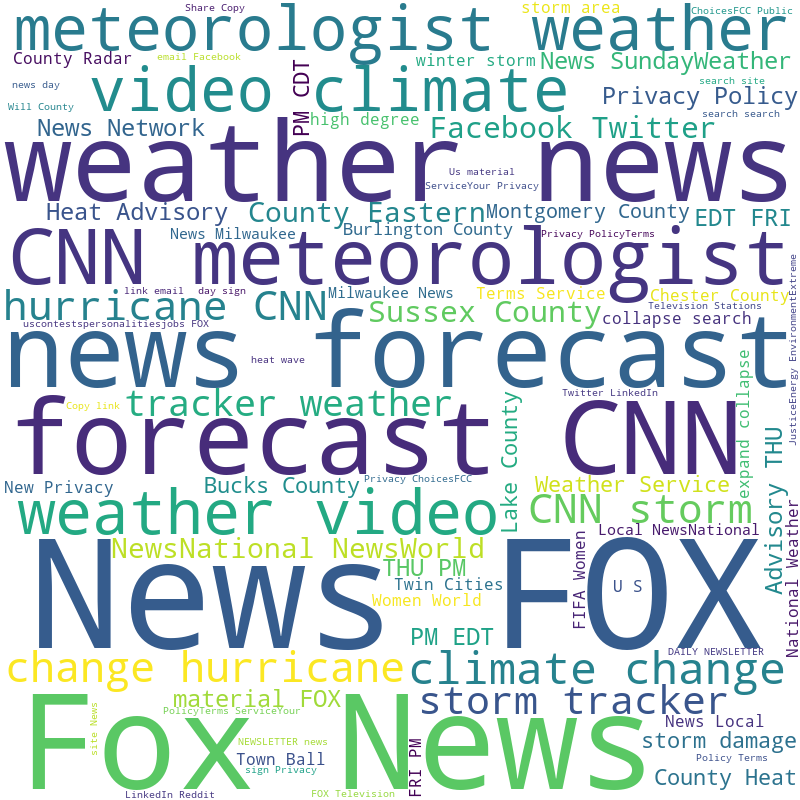 Share Copy
storm area
ChoicesFCC Public
meteorologist weather
County Radar
email Facebook
winter storm
News SundayWeather
news day
video climate
search site
Will County
PM CDT
Privacy Policy
News Network
high degree
Facebook Twitter
search search
weather news
Us material
ServiceYour Privacy
Heat Advisory
County Eastern
Montgomery County
EDT FRI
News Milwaukee
Burlington County
Privacy PolicyTerms
CNN meteorologist
link email
day sign
Milwaukee News
Terms Service
Chester County
hurricane CNN
Television Stations
uscontestspersonalitiesjobs FOX
Sussex County
collapse search
JusticeEnergy EnvironmentExtreme
news forecast
heat wave
Twitter LinkedIn
expand collapse
Copy link
tracker weather
forecast CNN
Lake County
Advisory THU
New Privacy
Bucks County
Privacy ChoicesFCC
Weather Service
weather video
CNN storm
National Weather
Local NewsNational
NewsNational NewsWorld
News FOX
FIFA Women
THU PM
Twin Cities
U S
Women World
PM EDT
DAILY NEWSLETTER
change hurricane
climate change
material FOX
storm tracker
PolicyTerms ServiceYour
site News
Fox News
News Local
NEWSLETTER news
FRI PM
storm damage
Town Ball
Policy Terms
sign Privacy
County Heat
LinkedIn Reddit
FOX Television